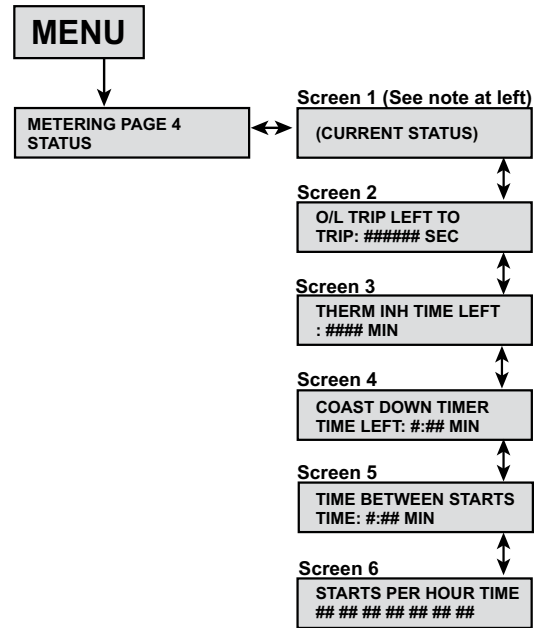 MENU
METERING PAGE 4
STATUS
Screen 1 (See note at left)
(CURRENT STATUS)
Screen 2
O/L TRIP LEFT TO
TRIP: ###### SEC
Screen 3
THERM INH TIME LEFT
: #### MIN
Screen 4
COAST DOWN TIMER
TIME LEFT: #:## MIN
Screen 5
TIME BETWEEN STARTS
TIME: #:## MIN
Screen 6
STARTS PER HOUR TIME
## ## ## ## ## ## ##